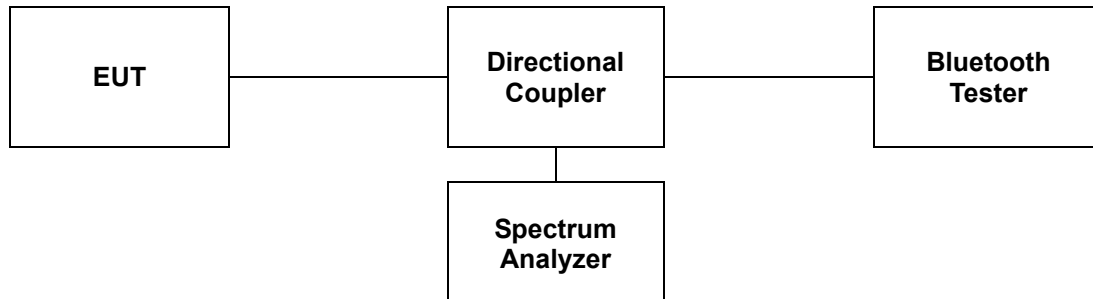 EUT
Directional
Coupler
Bluetooth
Tester
Spectrum
Analyzer